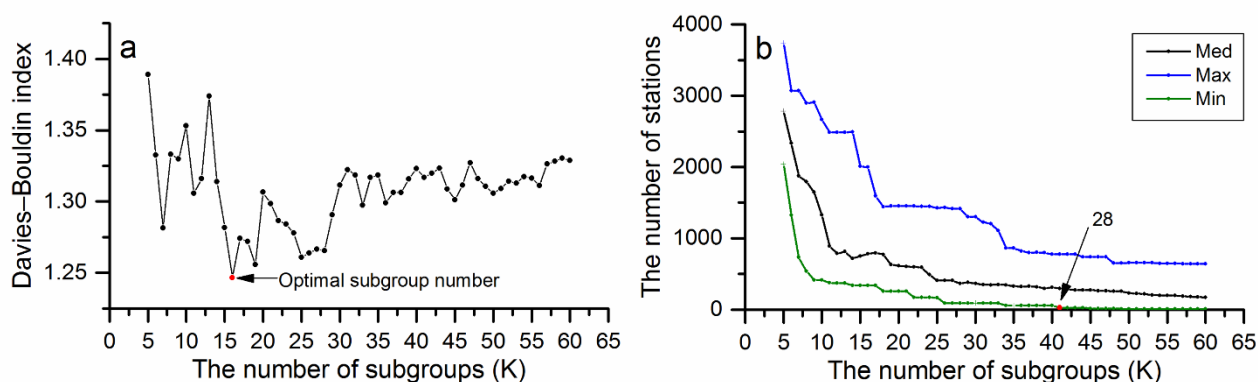 a
Davies–Bouldin index
1.40
1.35
1.30
1.25
Optimal subgroup number
0 5 10 15 20 25 30 35 40 45 50 55 60 65
The number of subgroups (K)
b
The number of stations
4000
3000
2000
1000
0
Med
Max
Min
28
0 5 10 15 20 25 30 35 40 45 50 55 60 65
The number of subgroups (K)